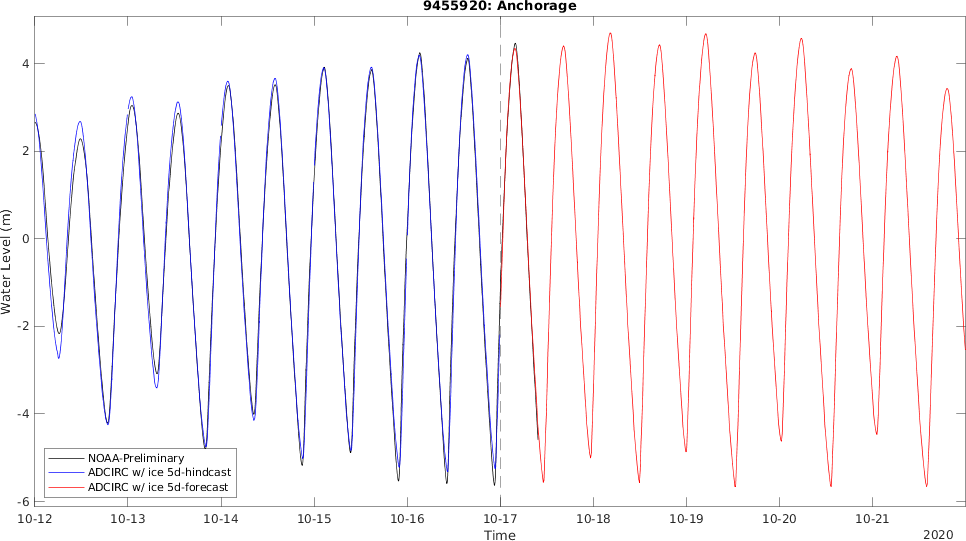 9455920: Anchorage
Water Level (m)
4
2
0
-2
-4
-6
NOAA-Preliminary
ADCIRC w/ ice 5d-hindcast
ADCIRC w/ ice 5d-forecast
10-12 10-13 10-14 10-15 10-16 10-17 10-18 10-19 10-20 10-21
Time
2020